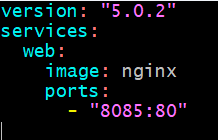 version: "5.0.2"
services:
  web:
    image: nginx
    ports:
      - "8085:80"